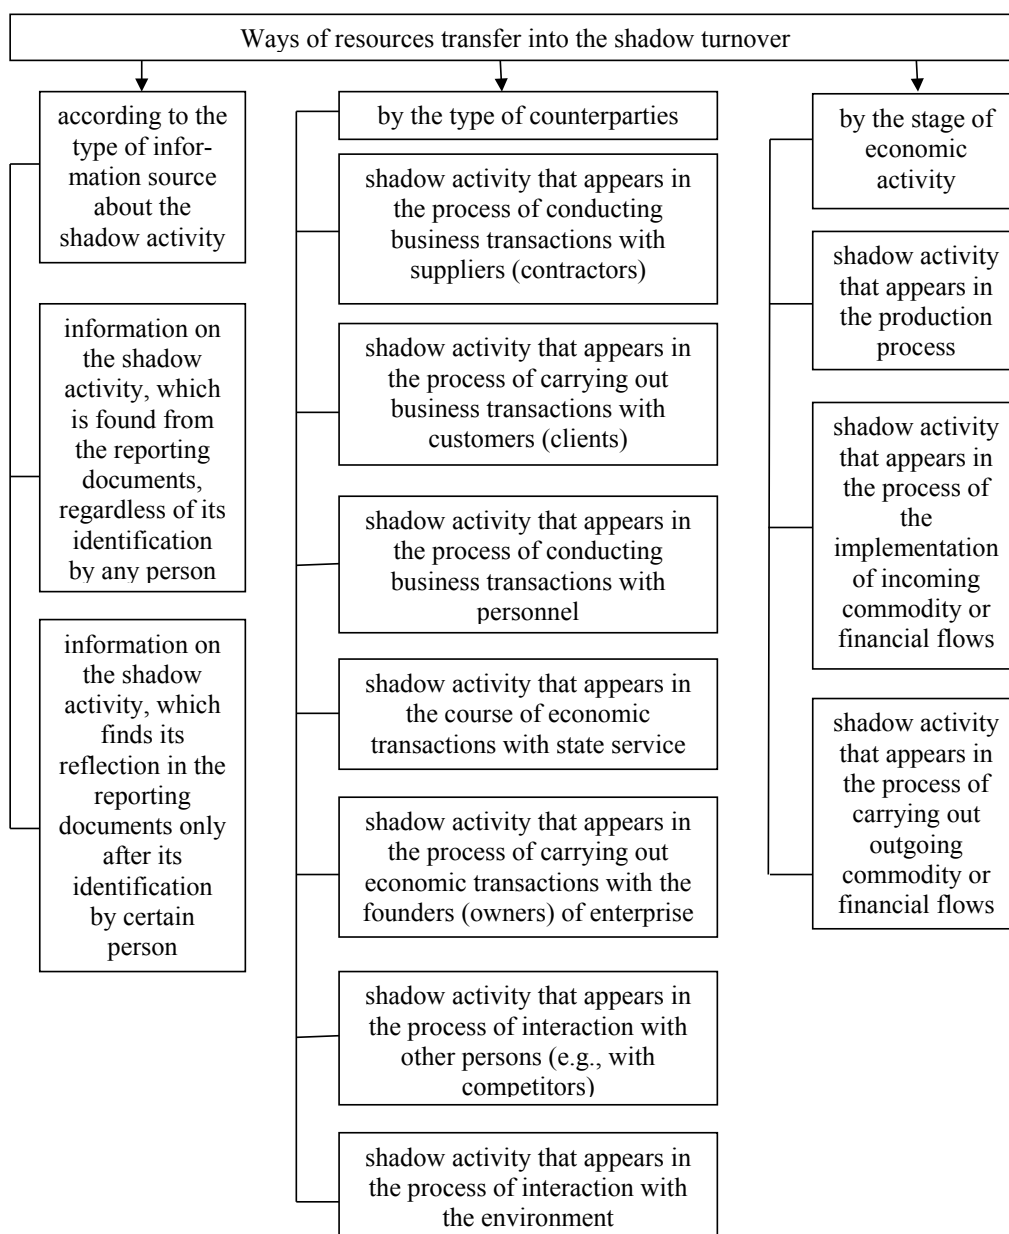 Ways of resources transfer into the shadow turnover
according to the
type of infor-
mation source
about the
shadow activity
information on
the shadow
activity, which
is found from
the reporting
documents,
regardless of its
identification
by any person
information on
the shadow
activity, which
finds its
reflection in the
reporting
documents only
after its
identification
by certain
person
by the type of counterparties
shadow activity that appears in
the process of conducting
business transactions with
suppliers (contractors)
shadow activity that appears in
the process of carrying out
business transactions with
customers (clients)
shadow activity that appears in
the process of conducting
business transactions with
personnel
shadow activity that appears in
the course of economic
transactions with state service
shadow activity that appears in
the process of carrying out
economic transactions with the
founders (owners) of enterprise
shadow activity that appears in
the process of interaction with
other persons (e.g., with
competitors)
shadow activity that appears in
the process of interaction with
the environment
by the stage of
economic
activity
shadow activity
that appears in
the production
process
shadow activity
that appears in
the process of
the
implementation
of incoming
commodity or
financial flows
shadow activity
that appears in
the process of
carrying out
outgoing
commodity or
financial flows